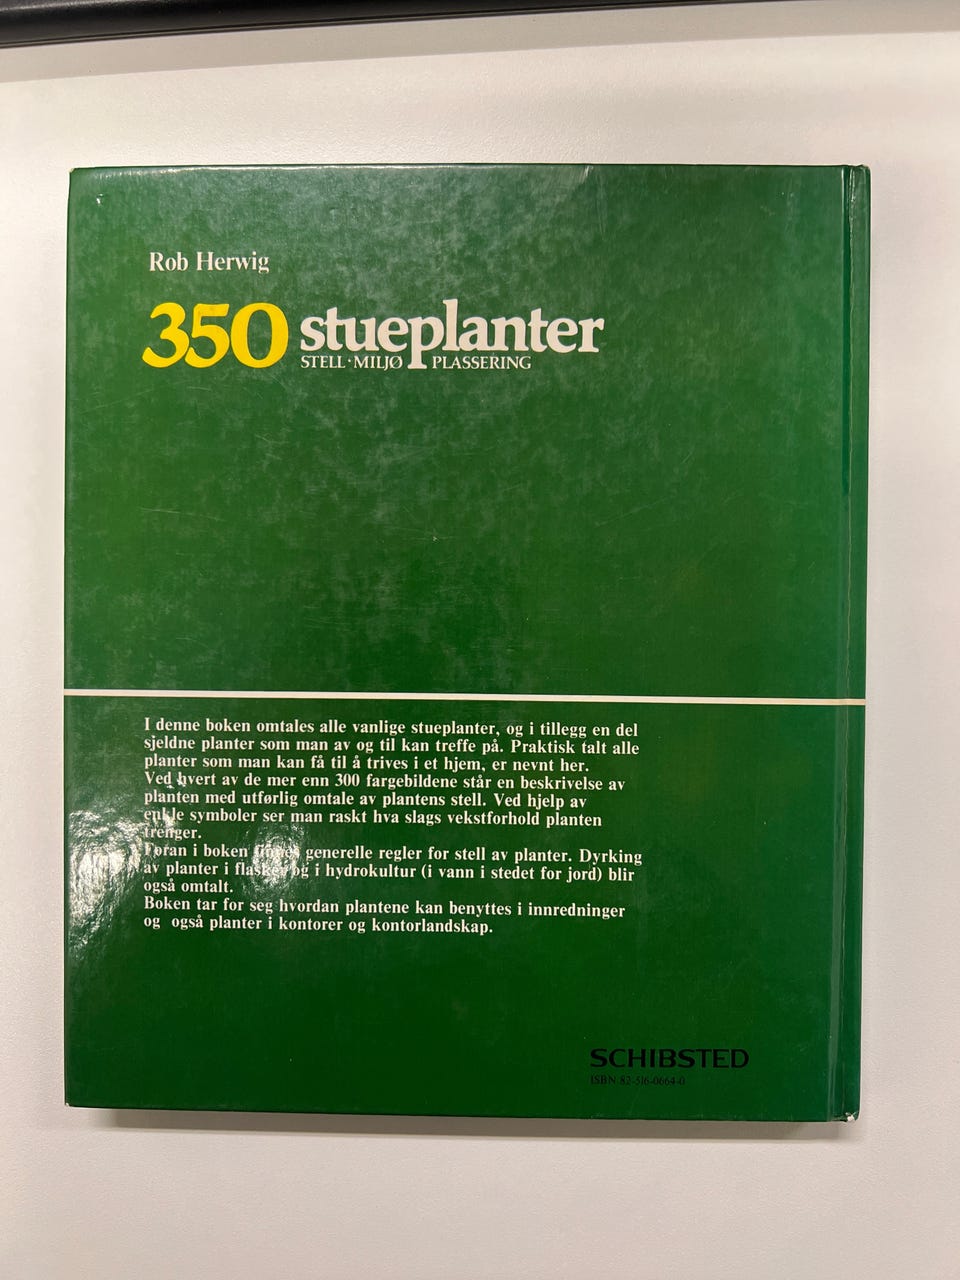 Rob Herwig
350 stueplanter
STELL · MILJØ PLASSERING
I denne boken omtales alle vanlige stueplanter, og i tillegg en del
sjeldne planter som man av og til kan treffe på. Praktisk talt alle
planter som man kan få til å trives i et hjem, er nevnt her.
Ved hvert av de mer enn 300 fargebildene står en beskrivelse av
planten med utførlig omtale av plantens stell. Ved hjelp av
enkle symboler ser man raskt hva slags vekstforhold planten
trenger.
Foran i boken finnes generelle regler for stell av planter. Dyrking
av planter i flasker og i hydrokultur (i vann i stedet for jord) blir
også omtalt.
Boken tar for seg hvordan plantene kan benyttes i innredninger
og også planter i kontorer og kontorlandskap.
SCHIBSTED
ISBN 82-516-0664-0